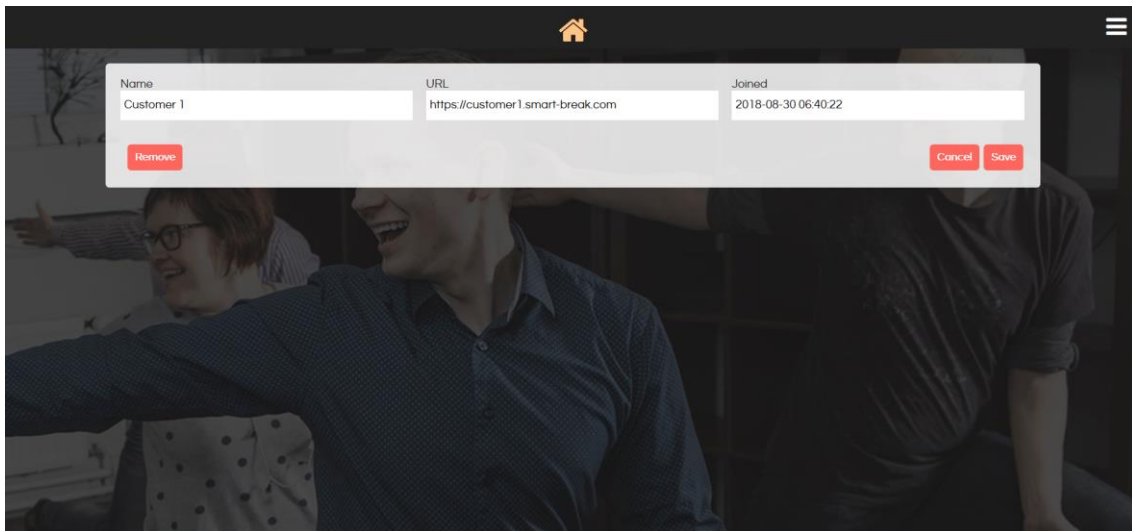 Name URL Joined
Customer 1 https://customer1.smart-break.com 2018-08-30 06:40:22
Remove Cancel Save